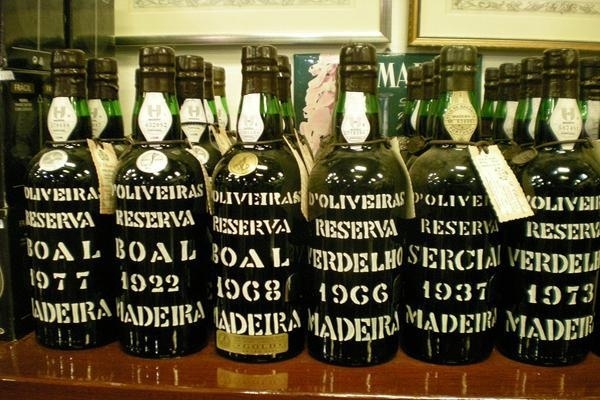 D'OLIVEIRAS
RESERVA
BOAL
1977
MADEIRA
D'OLIVEIRAS
RESERVA
BOAL
1922
MADEIRA
D'OLIVEIRAS
RESERVA
BOAL
1968
MADEIRA
D'OLIVEIRAS
RESERVA
VERDELHO
1966
MADEIRA
D'OLIVEIRAS
RESERVA
SERCIAL
1937
MADEIRA
D'OLIVEIRAS
RESERVA
VERDELHO
1973
MADEIRA
MA